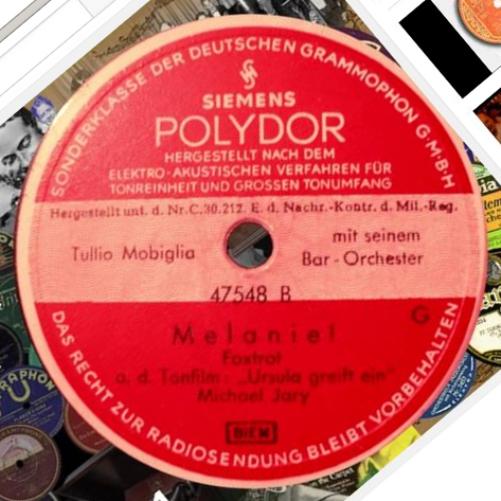 SONDERKLASSE DER DEUTSCHEN GRAMMOPHON G·M·B·H
SIEMENS
POLYDOR
HERGESTELLT NACH DEM
ELEKTRO-AKUSTISCHEN VERFAHREN FÜR
TONREINHEIT UND GROSSEN TONUMFANG
Hergestellt unt. d. Nr.C.30.212. E. d. Nachr.-Kontr. d. Mil.-Reg.
Tullio Mobiglia
mit seinem
Bar-Orchester
47548 B
G
Melanie!
Foxtrot
a. d. Tonfilm: „Ursula greift ein"
Michael Jary
BIEM
DAS RECHT ZUR RADIOSENDUNG BLEIBT VORBEHALTEN